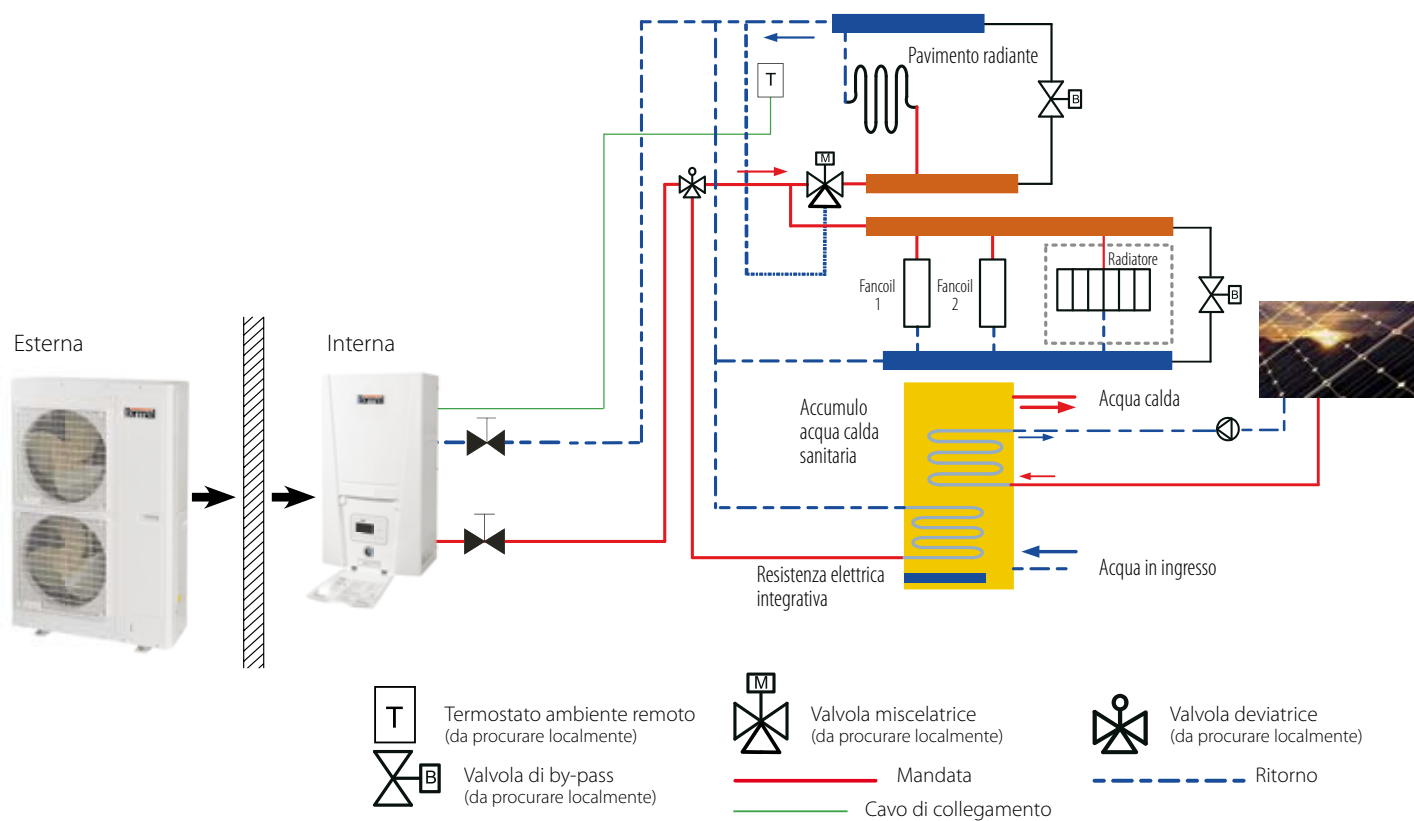 Pavimento radiante
T
B
M
Radiatore
Fancoil
1
Fancoil
2
B
Esterna
Interna
Accumulo
acqua calda
sanitaria
Acqua calda
Resistenza elettrica
integrativa
Acqua in ingresso
T
Termostato ambiente remoto
(da procurare localmente)
M
Valvola miscelatrice
(da procurare localmente)
Valvola deviatrice
(da procurare localmente)
B
Valvola di by-pass
(da procurare localmente)
Mandata
Ritorno
Cavo di collegamento